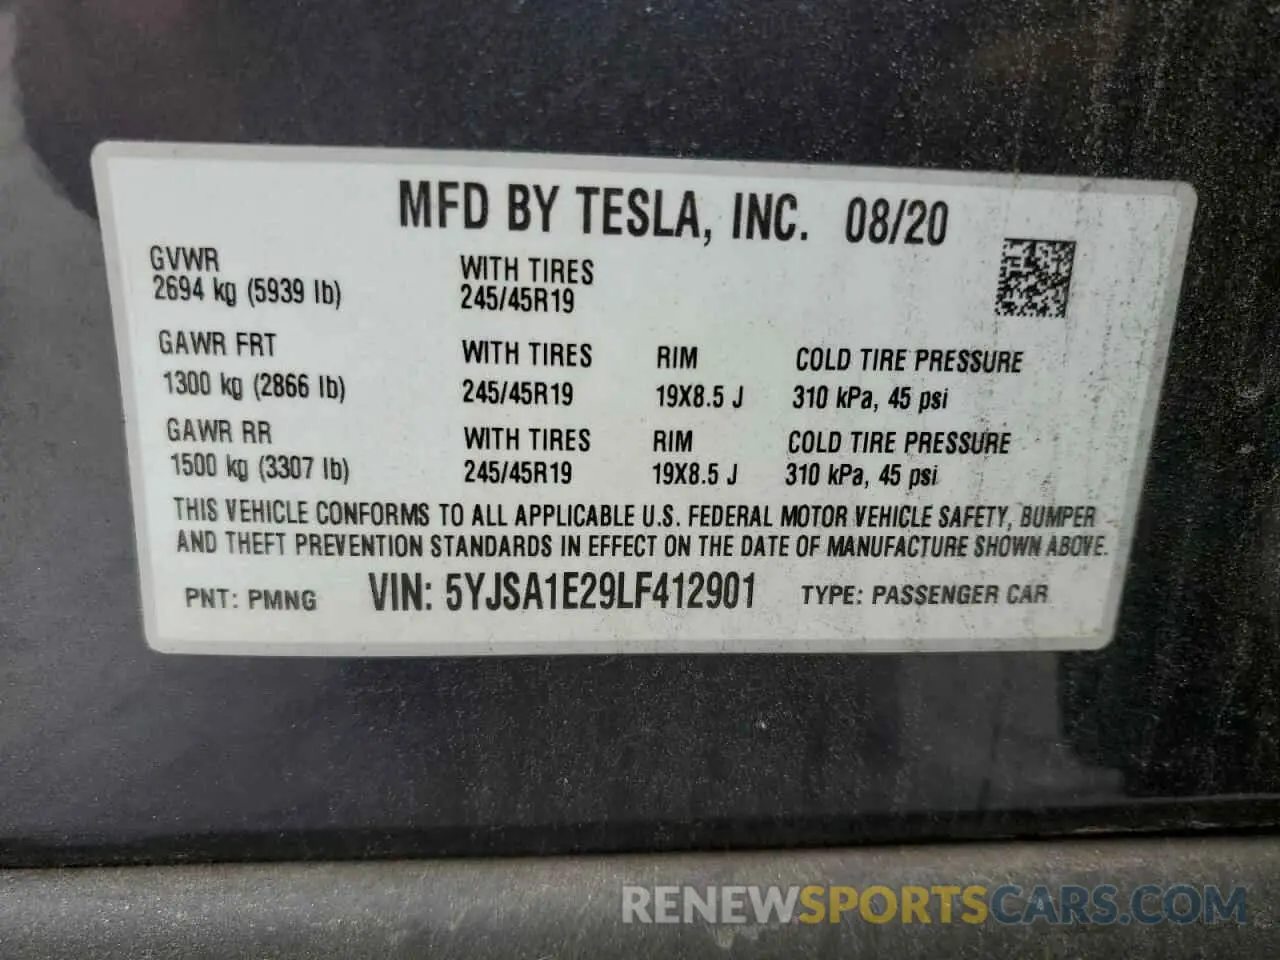 MFD BY TESLA, INC. 08/20
GVWR WITH TIRES
2694 kg (5939 lb) 245/45R19
GAWR FRT WITH TIRES RIM COLD TIRE PRESSURE
1300 kg (2866 lb) 245/45R19 19X8.5 J 310 kPa, 45 psi
GAWR RR WITH TIRES RIM COLD TIRE PRESSURE
1500 kg (3307 lb) 245/45R19 19X8.5 J 310 kPa, 45 psi
THIS VEHICLE CONFORMS TO ALL APPLICABLE U.S. FEDERAL MOTOR VEHICLE SAFETY, BUMPER
AND THEFT PREVENTION STANDARDS IN EFFECT ON THE DATE OF MANUFACTURE SHOWN ABOVE.
PNT: PMNG VIN: 5YJSA1E29LF412901 TYPE: PASSENGER CAR
RENEWSPORTSCARS.COM